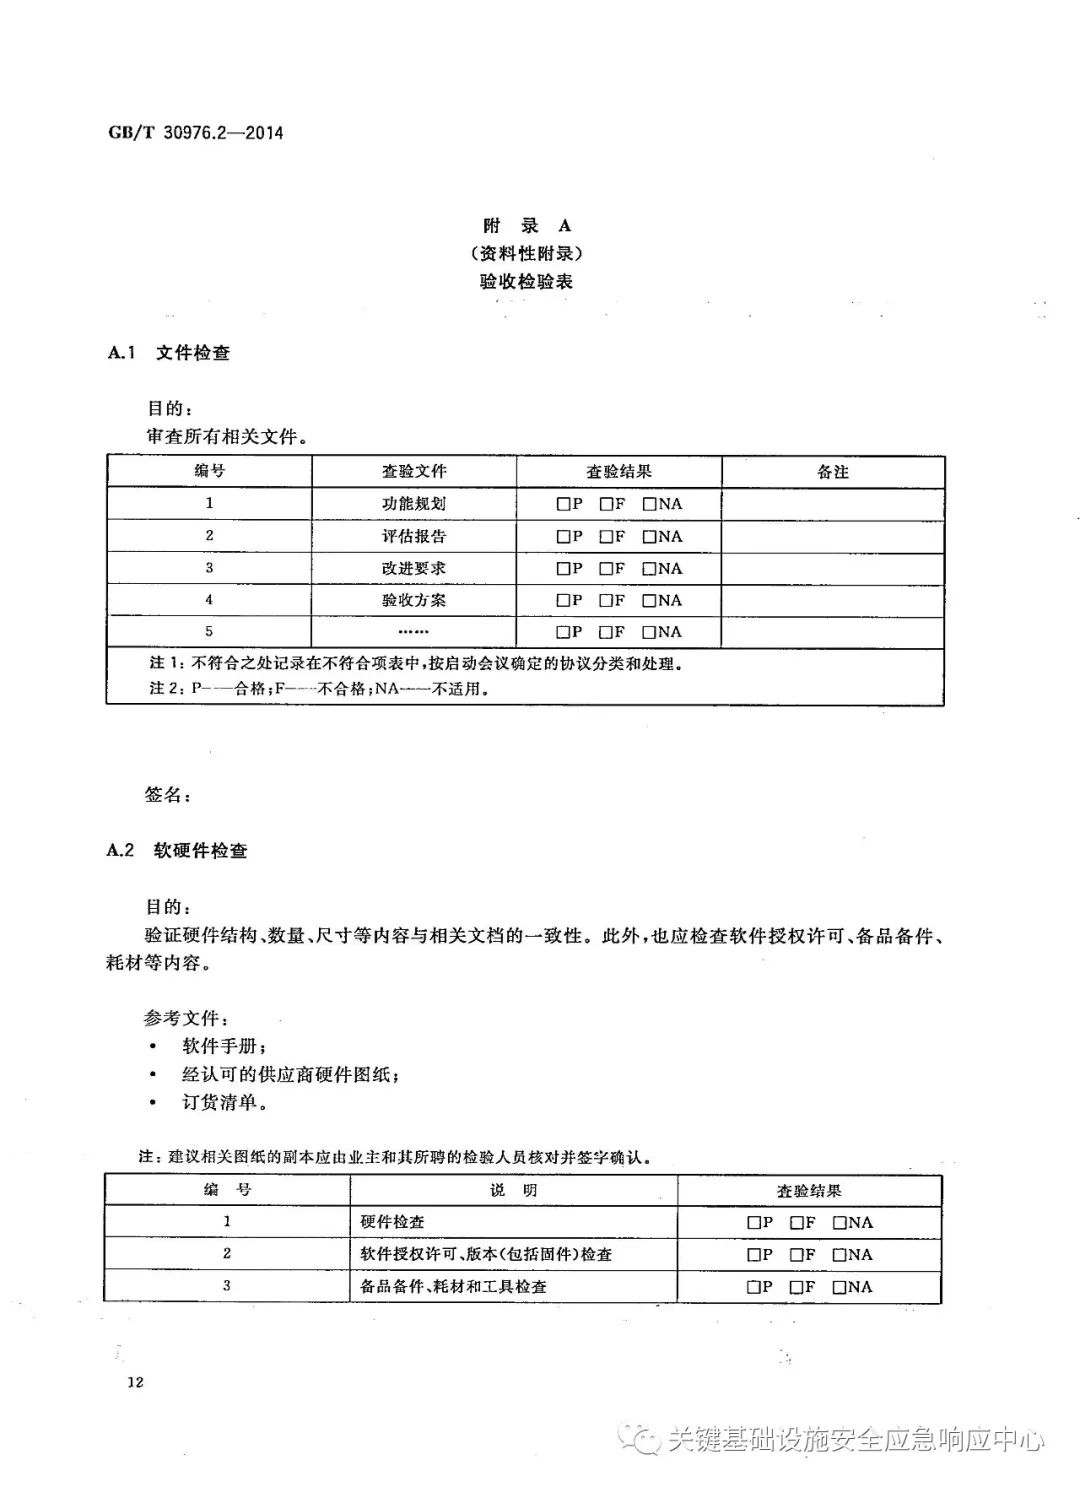 GB/T 30976.2—2014
附 录 A
（资料性附录）
验收检验表
A.1 文件检查
目的：
审查所有相关文件。
编号 查验文件 查验结果 备注
1 功能规划 □P □F □NA
2 评估报告 □P □F □NA
3 改进要求 □P □F □NA
4 验收方案 □P □F □NA
5 …… □P □F □NA
注 1：不符合之处记录在不符合项表中,按启动会议确定的协议分类和处理。
注 2：P——合格;F——不合格;NA——不适用。
签名：
A.2 软硬件检查
目的：
验证硬件结构、数量、尺寸等内容与相关文档的一致性。此外,也应检查软件授权许可、备品备件、
耗材等内容。
参考文件：
• 软件手册；
• 经认可的供应商硬件图纸；
• 订货清单。
注：建议相关图纸的副本应由业主和其所聘的检验人员核对并签字确认。
编 号 说 明 查验结果
1 硬件检查 □P □F □NA
2 软件授权许可、版本(包括固件)检查 □P □F □NA
3 备品备件、耗材和工具检查 □P □F □NA
12
关键基础设施安全应急响应中心